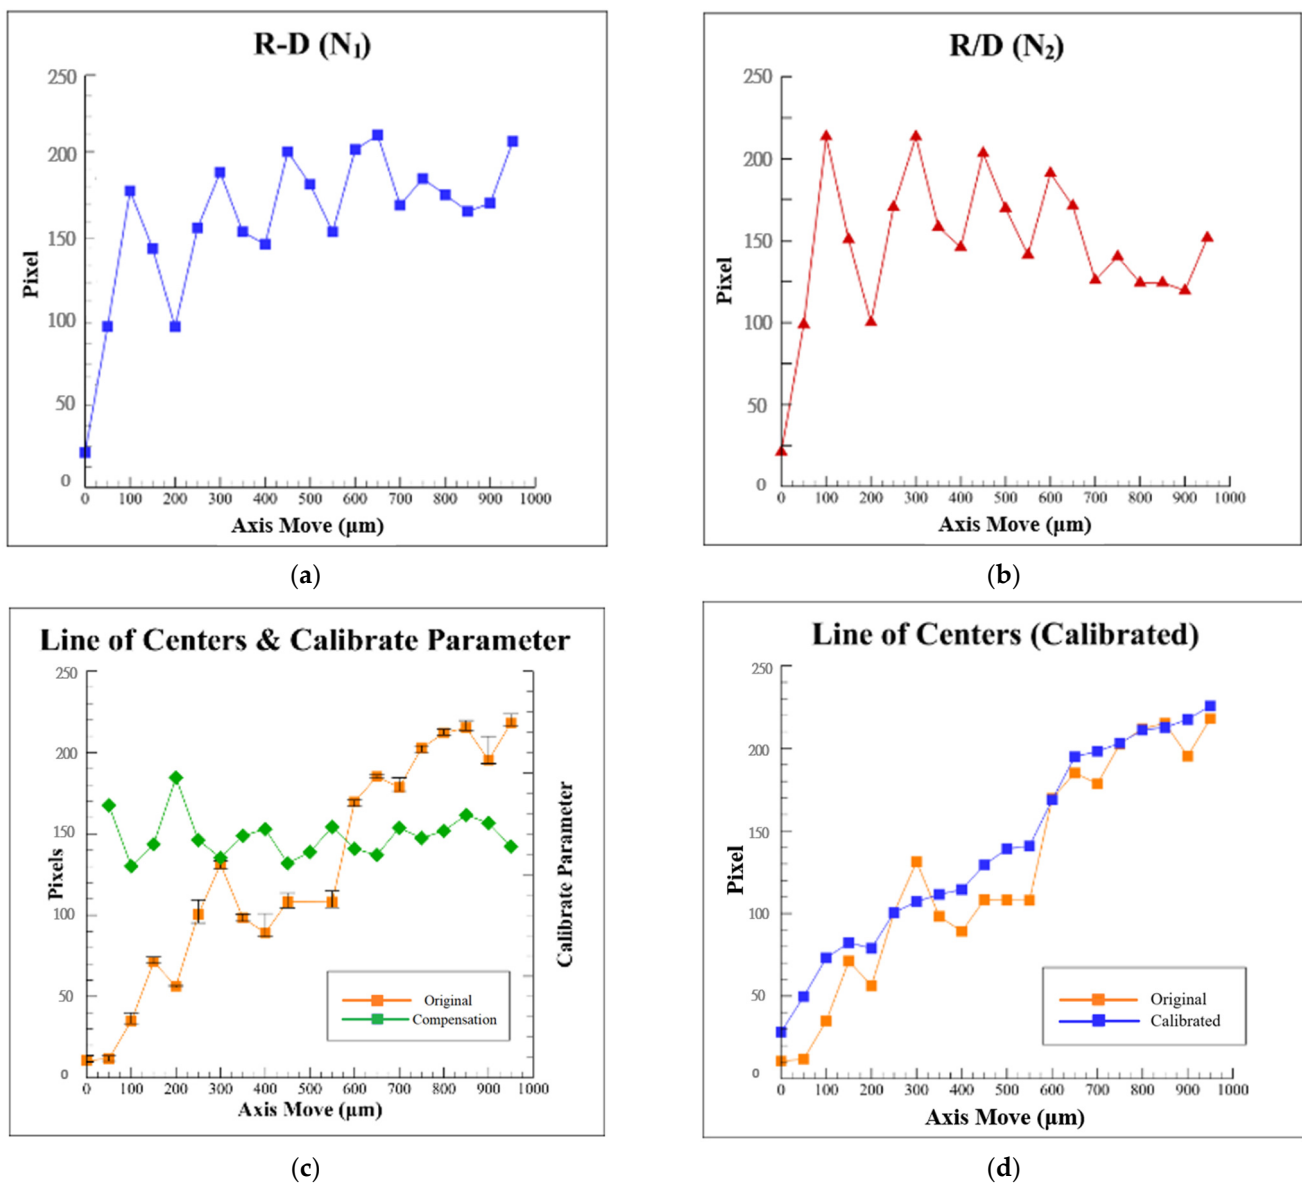 R-D (N₁)
250
200
150
100
50
0
Pixel
0 100 200 300 400 500 600 700 800 900 1000
Axis Move (μm)
(a)
R/D (N₂)
250
200
150
100
50
0
Pixel
0 100 200 300 400 500 600 700 800 900 1000
Axis Move (μm)
(b)
Line of Centers & Calibrate Parameter
250
200
150
100
50
0
Pixels
Calibrate Parameter
Original
Compensation
0 100 200 300 400 500 600 700 800 900 1000
Axis Move (μm)
(c)
Line of Centers (Calibrated)
250
200
150
100
50
0
Pixel
Original
Calibrated
0 100 200 300 400 500 600 700 800 900 1000
Axis Move (μm)
(d)